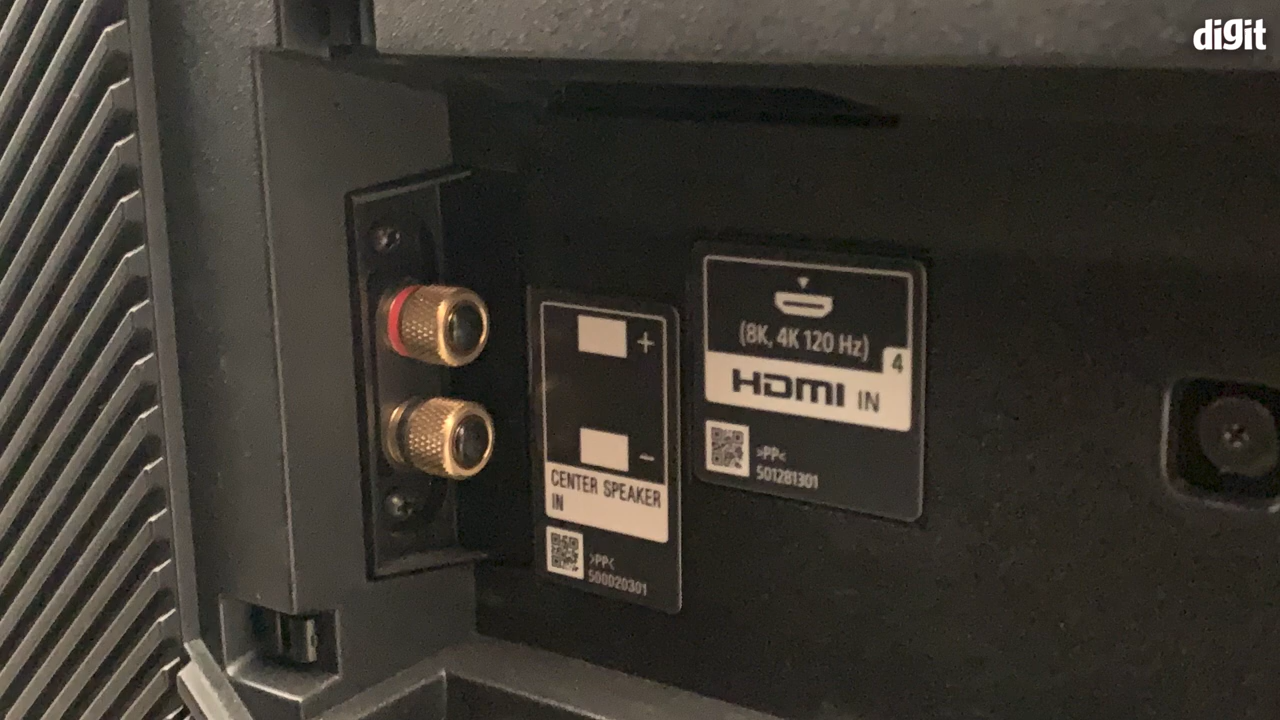 digit
+
−
CENTER SPEAKER
IN
>PP<
500020301
(8K, 4K 120 Hz)
4
HDMI IN
>PP<
501281301